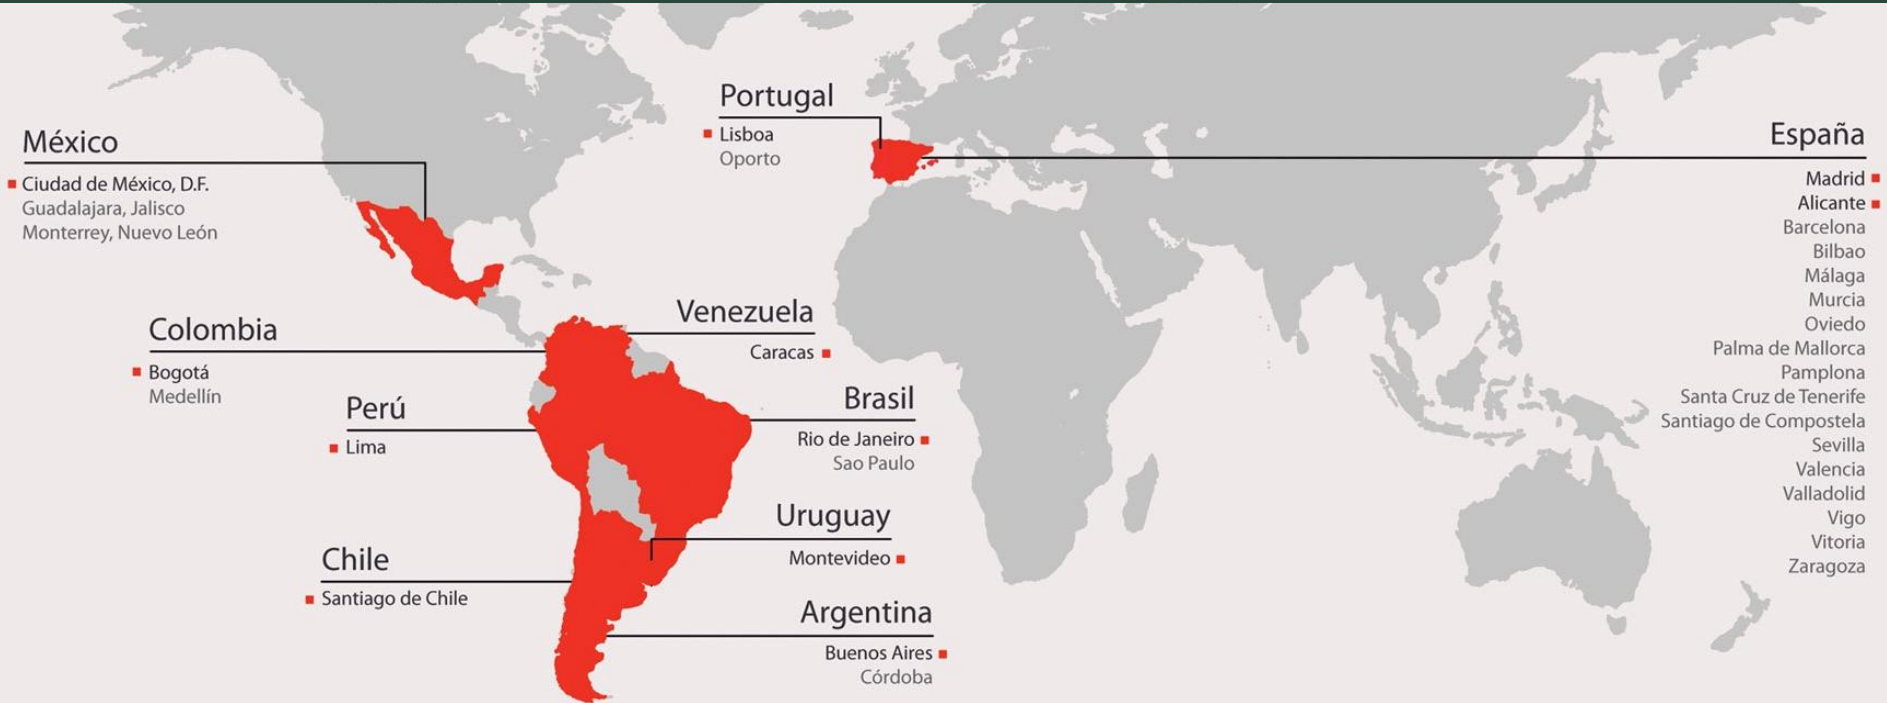 México
Ciudad de México, D.F.
Guadalajara, Jalisco
Monterrey, Nuevo León
Colombia
Bogotá
Medellín
Perú
Lima
Chile
Santiago de Chile
Portugal
Lisboa
Oporto
Venezuela
Caracas
Brasil
Rio de Janeiro
Sao Paulo
Uruguay
Montevideo
Argentina
Buenos Aires
Córdoba
España
Madrid
Alicante
Barcelona
Bilbao
Málaga
Murcia
Oviedo
Palma de Mallorca
Pamplona
Santa Cruz de Tenerife
Santiago de Compostela
Sevilla
Valencia
Valladolid
Vigo
Vitoria
Zaragoza